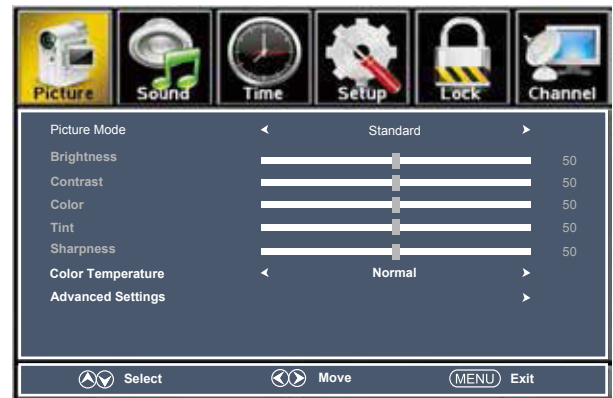 Picture Sound Time Setup Lock Channel
Picture Mode Standard
Brightness 50
Contrast 50
Color 50
Tint 50
Sharpness 50
Color Temperature Normal
Advanced Settings
Select Move MENU Exit